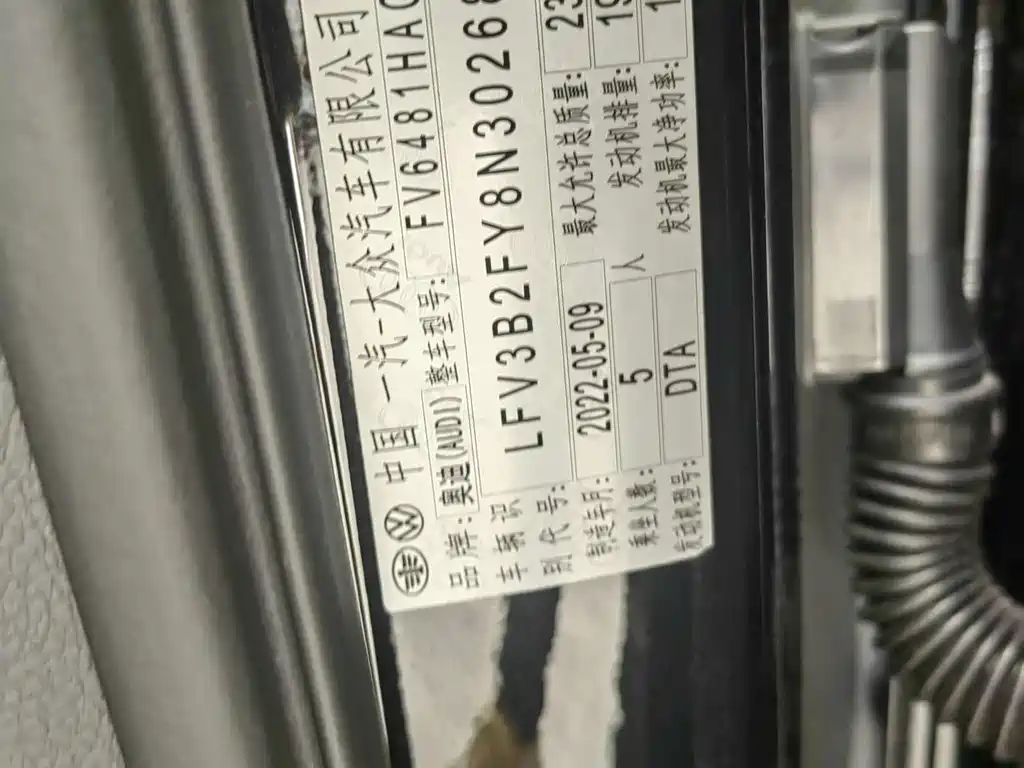 中国一汽-大众汽车有限公司
品牌: 奥迪(AUDI) 整车型号: FV6481HAC
车辆识别代号: LFV3B2FY8N30268
制造年月: 2022-05-09 最大允许总质量: 23
乘坐人数: 5 人 发动机排量: 19
发动机型号: DTA 发动机最大净功率: 1